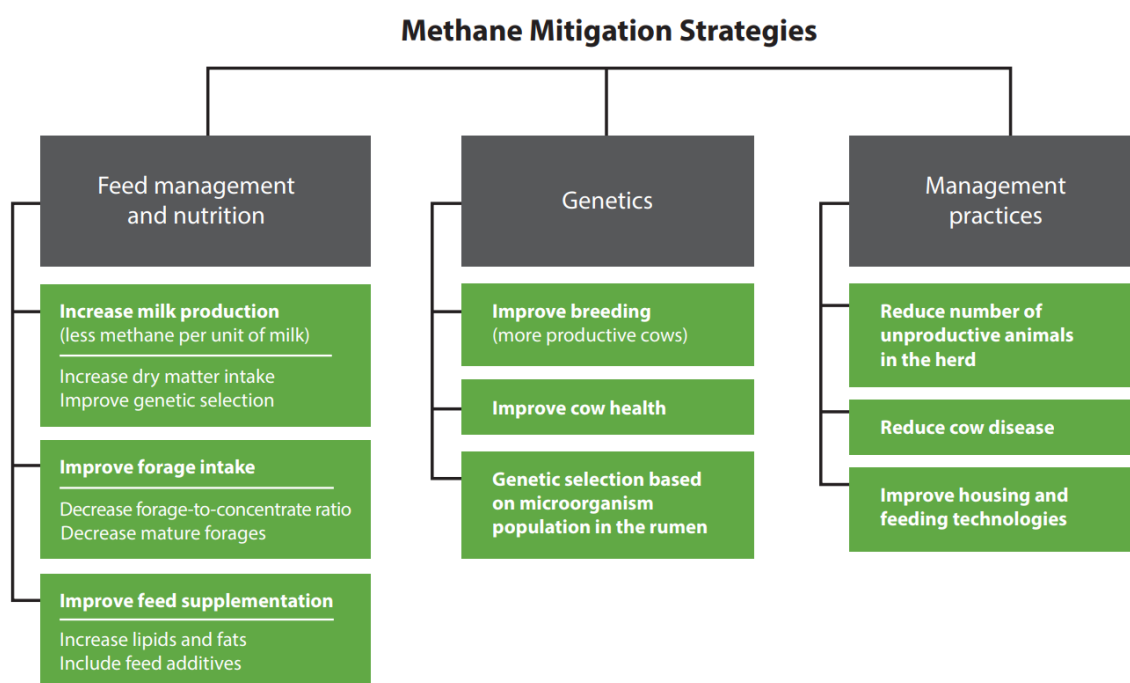 Methane Mitigation Strategies
Feed management
and nutrition
Increase milk production
(less methane per unit of milk)
Increase dry matter intake
Improve genetic selection
Improve forage intake
Decrease forage-to-concentrate ratio
Decrease mature forages
Improve feed supplementation
Increase lipids and fats
Include feed additives
Genetics
Improve breeding
(more productive cows)
Improve cow health
Genetic selection based
on microorganism
population in the rumen
Management
practices
Reduce number of
unproductive animals
in the herd
Reduce cow disease
Improve housing and
feeding technologies